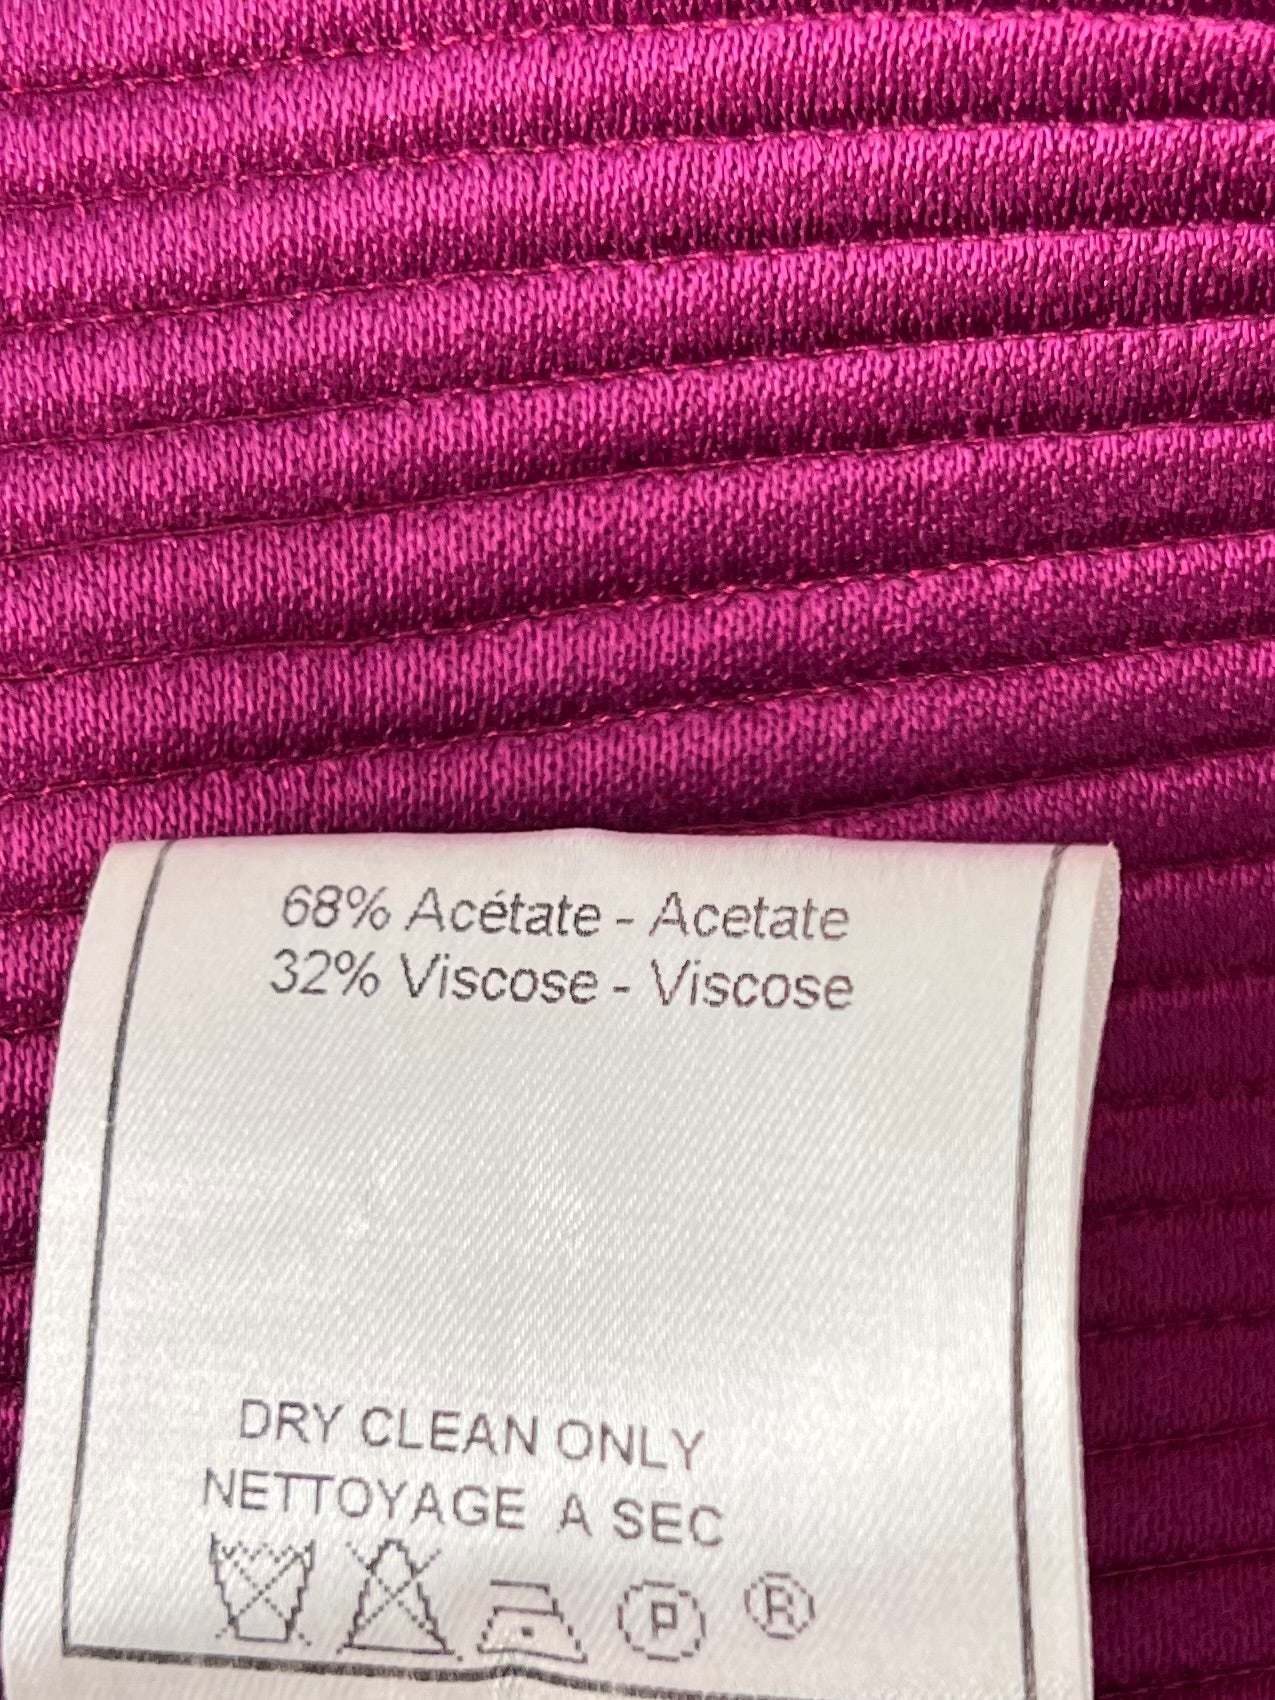 68% Acétate - Acetate
32% Viscose - Viscose
DRY CLEAN ONLY
NETTOYAGE A SEC
P ®